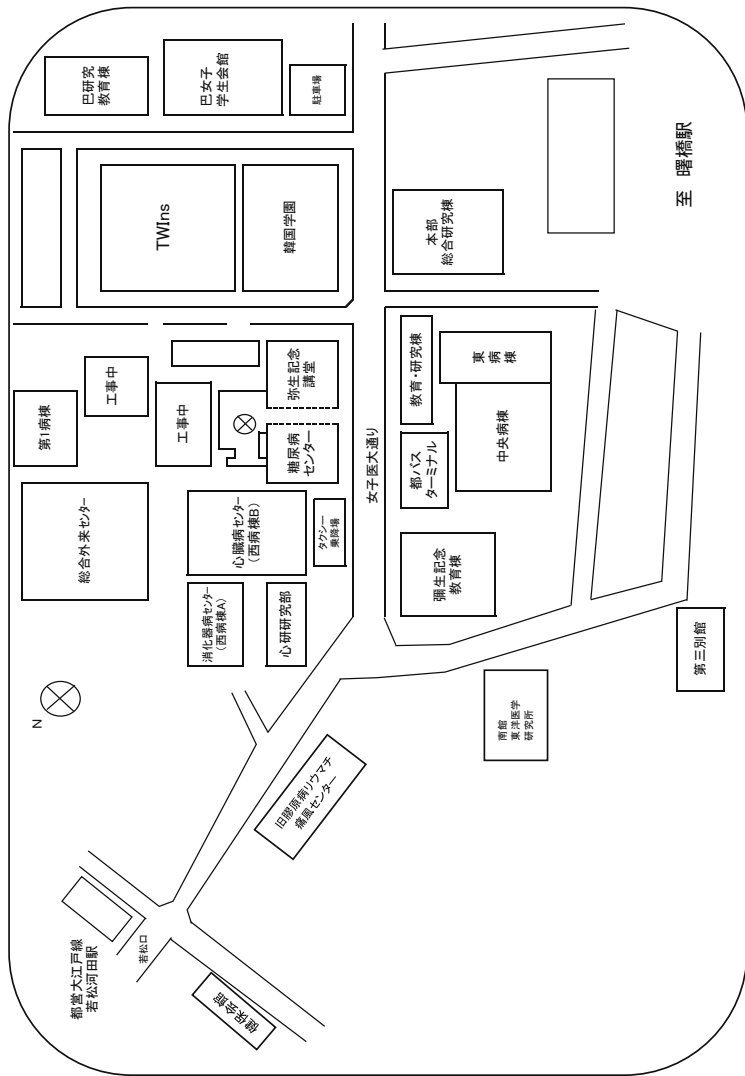 N
都営大江戸線
若松河田駅
若松口
健保会館
旧膠原病リウマチ
痛風センター
総合外来センター
第1病棟
工事中
工事中
消化器病センター
(西病棟A)
心臓病センター
(西病棟B)
心研研究部
タクシー
乗降場
糖尿病
センター
弥生記念
講堂
女子医大通り
TWIns
韓国学園
巴研究
教育棟
巴女子
学生会館
駐車場
本部
総合研究棟
教育・研究棟
東
病
棟
中央病棟
都バス
ターミナル
彌生記念
教育棟
南館
東洋医学
研究所
第三別館
至 曙橋駅